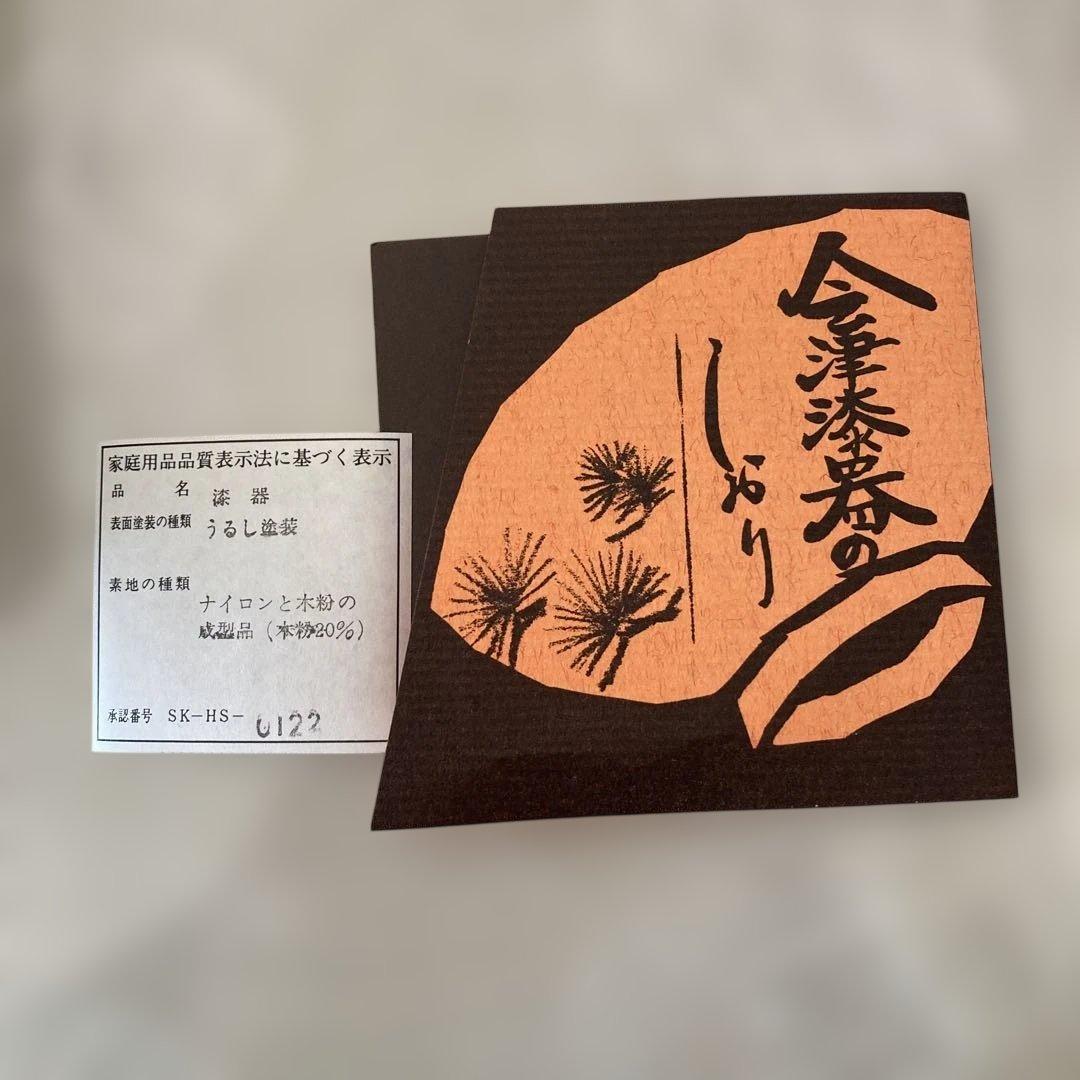 家庭用品品質表示法に基づく表示
品名 漆器
表面塗装の種類 うるし塗装
素地の種類 ナイロンと木粉の
成型品(木粉20%)
承認番号 SK-HS-0122
会津漆器の
しおり